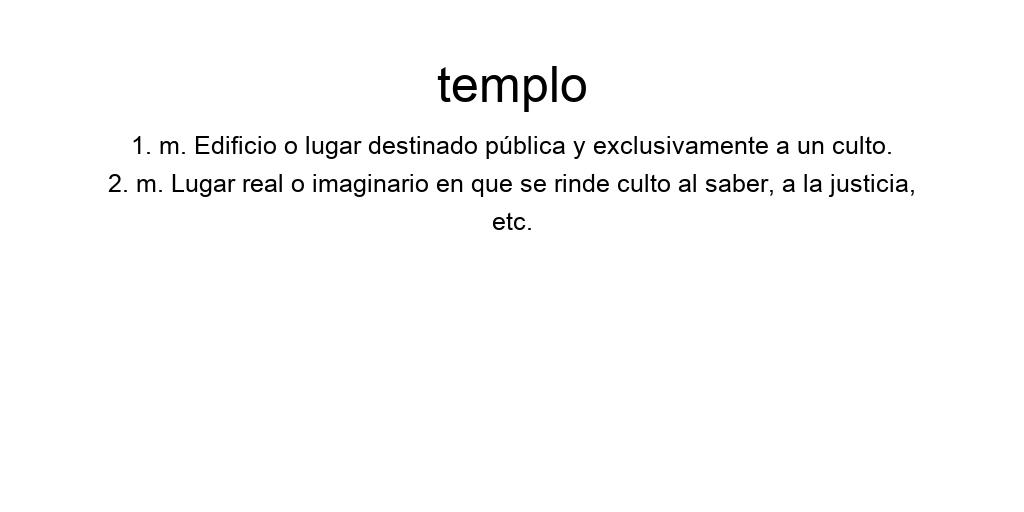 templo
1. m. Edificio o lugar destinado pública y exclusivamente a un culto.
2. m. Lugar real o imaginario en que se rinde culto al saber, a la justicia,
etc.